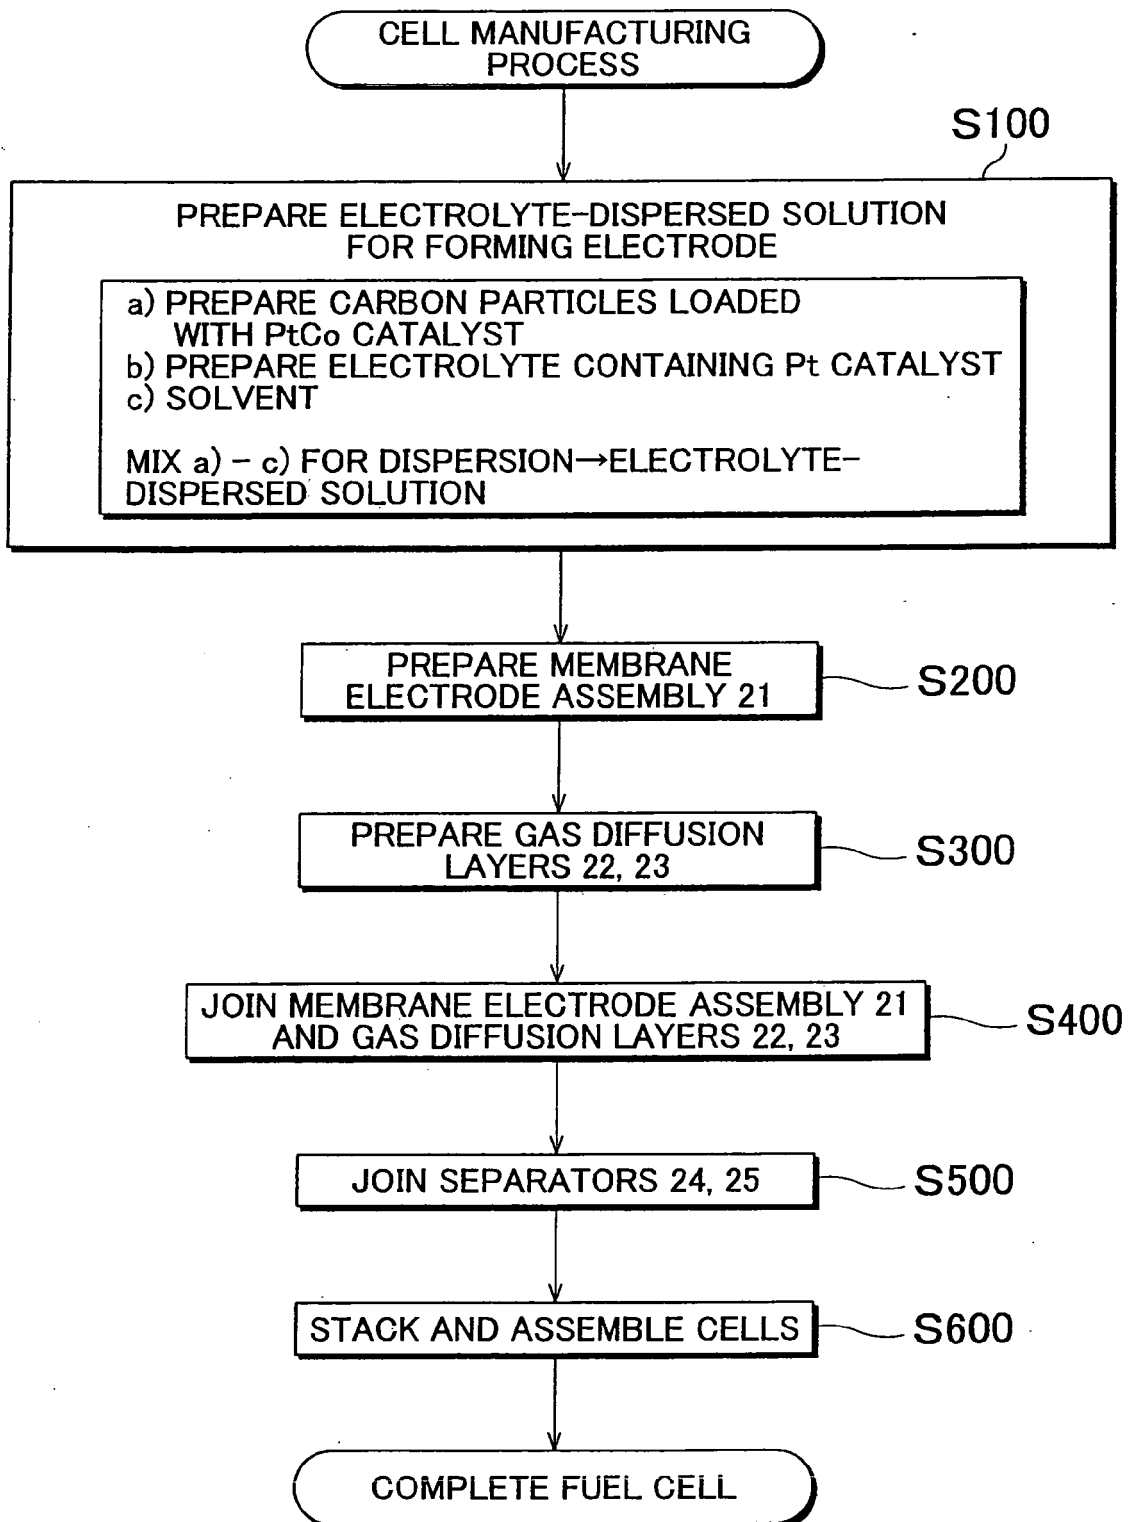 CELL MANUFACTURING
PROCESS
S100
PREPARE ELECTROLYTE-DISPERSED SOLUTION
FOR FORMING ELECTRODE
a) PREPARE CARBON PARTICLES LOADED
WITH PtCo CATALYST
b) PREPARE ELECTROLYTE CONTAINING Pt CATALYST
c) SOLVENT
MIX a) - c) FOR DISPERSION→ELECTROLYTE-
DISPERSED SOLUTION
PREPARE MEMBRANE
ELECTRODE ASSEMBLY 21
S200
PREPARE GAS DIFFUSION
LAYERS 22, 23
S300
JOIN MEMBRANE ELECTRODE ASSEMBLY 21
AND GAS DIFFUSION LAYERS 22, 23
S400
JOIN SEPARATORS 24, 25
S500
STACK AND ASSEMBLE CELLS
S600
COMPLETE FUEL CELL